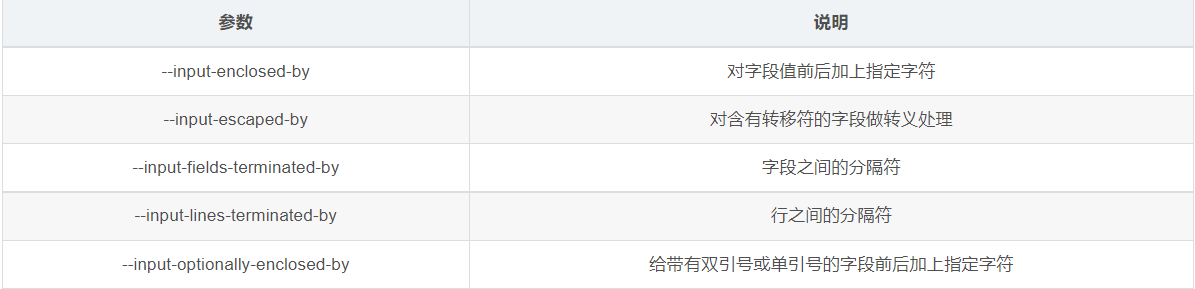 参数 说明
--input-enclosed-by 对字段值前后加上指定字符
--input-escaped-by 对含有转移符的字段做转义处理
--input-fields-terminated-by 字段之间的分隔符
--input-lines-terminated-by 行之间的分隔符
--input-optionally-enclosed-by 给带有双引号或单引号的字段前后加上指定字符